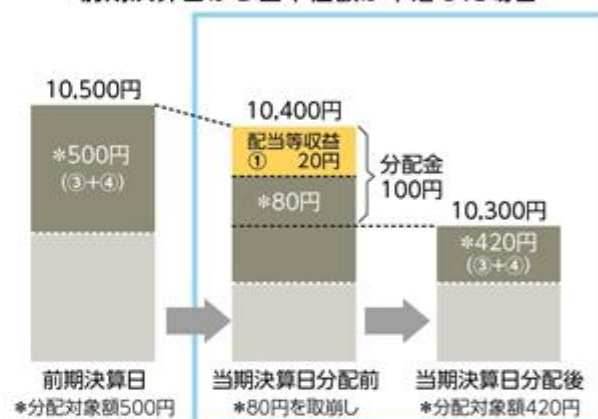 10,500円
10,400円
配当等収益
① 20円
*500円
(③+④)
分配金
100円
*80円
10,300円
*420円
(③+④)
前期決算日
当期決算日分配前
当期決算日分配後
*分配対象額500円
*80円を取崩し
*分配対象額420円